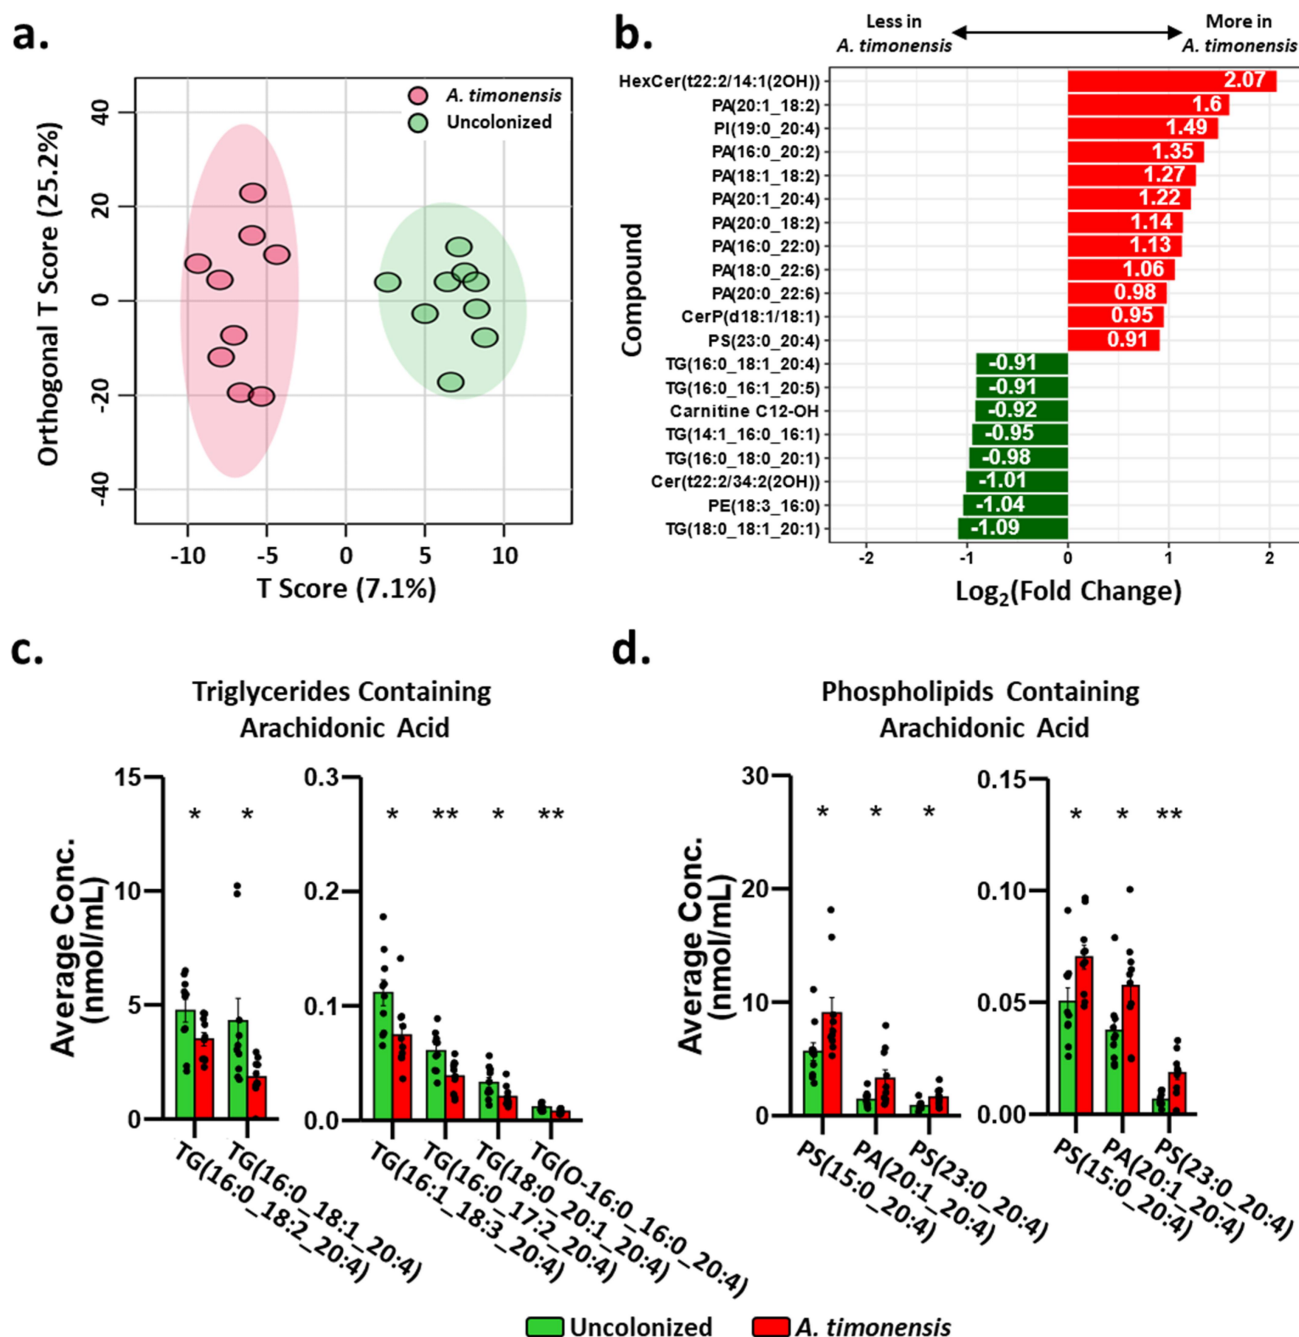 a.
A. timonensis
Uncolonized
Orthogonal T Score (25.2%)
40
20
0
-20
-40
-10
-5
0
5
10
T Score (7.1%)
b.
Less in
A. timonensis
More in
A. timonensis
Compound
HexCer(t22:2/14:1(2OH))
2.07
PA(20:1_18:2)
1.6
PI(19:0_20:4)
1.49
PA(16:0_20:2)
1.35
PA(18:1_18:2)
1.27
PA(20:1_20:4)
1.22
PA(20:0_18:2)
1.14
PA(16:0_22:0)
1.13
PA(18:0_22:6)
1.06
PA(20:0_22:6)
0.98
CerP(d18:1/18:1)
0.95
PS(23:0_20:4)
0.91
TG(16:0_18:1_20:4)
-0.91
TG(16:0_16:1_20:5)
-0.91
Carnitine C12-OH
-0.92
TG(14:1_16:0_16:1)
-0.95
TG(16:0_18:0_20:1)
-0.98
Cer(t22:2/34:2(2OH))
-1.01
PE(18:3_16:0)
-1.04
TG(18:0_18:1_20:1)
-1.09
-2
-1
0
1
2
Log2(Fold Change)
c.
Triglycerides Containing
Arachidonic Acid
Average Conc.
(nmol/mL)
15
10
5
0
*
*
TG(16:0_18:2_20:4)
TG(16:0_18:1_20:4)
0.3
0.2
0.1
0.0
*
**
*
**
TG(16:1_18:3_20:4)
TG(16:0_17:2_20:4)
TG(18:0_20:1_20:4)
TG(O-16:0_16:0_20:4)
d.
Phospholipids Containing
Arachidonic Acid
Average Conc.
(nmol/mL)
30
20
10
0
*
*
*
PS(15:0_20:4)
PA(20:1_20:4)
PS(23:0_20:4)
0.15
0.10
0.05
0.00
*
*
**
PS(15:0_20:4)
PA(20:1_20:4)
PS(23:0_20:4)
Uncolonized
A. timonensis